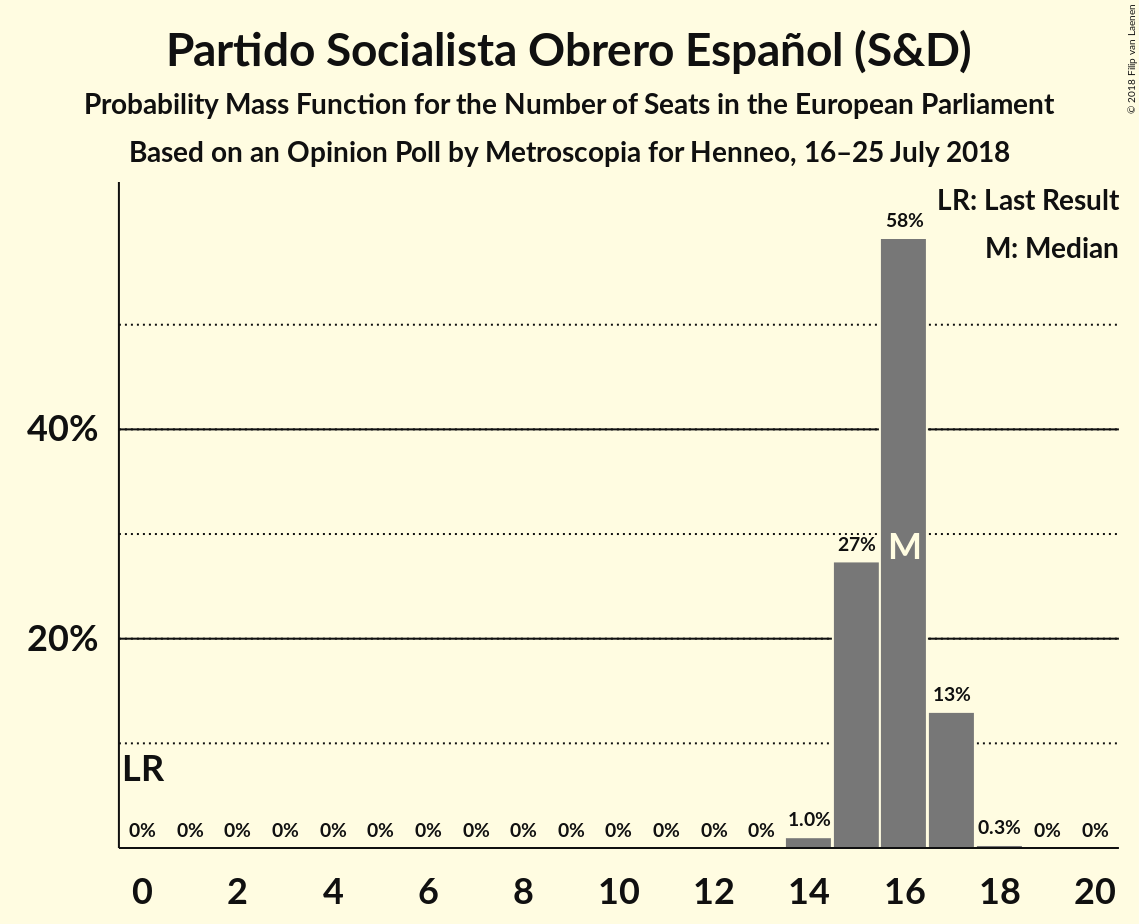 Partido Socialista Obrero Español (S&D)
Probability Mass Function for the Number of Seats in the European Parliament
Based on an Opinion Poll by Metroscopia for Henneo, 16–25 July 2018
© 2018 Filip van Laenen
LR: Last Result
M: Median
58%
40%
27%
M
20%
13%
LR
0% 0% 0% 0% 0% 0% 0% 0% 0% 0% 0% 0% 0% 0% 1.0% 0.3% 0% 0%
0 2 4 6 8 10 12 14 16 18 20